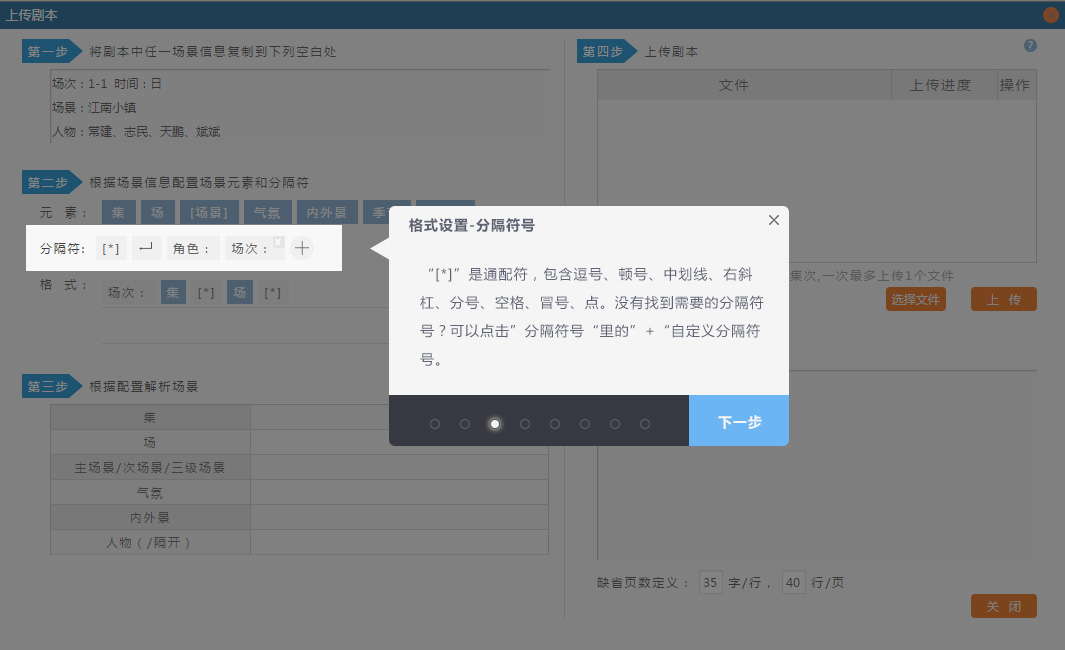 上传剧本
第一步 将剧本中任一场景信息复制到下列空白处
场次：1-1 时间：日
场景：江南小镇
人物：常建、志民、天鹏、斌斌
第二步 根据场景信息配置场景元素和分隔符
元 素： 集 场 [场景] 气氛 内外景
分隔符: [*] 角色： 场次： x
格 式： 场次： 集 [*] 场 [*]
第三步 根据配置解析场景
集
场
主场景/次场景/三级场景
气氛
内外景
人物（/隔开）
格式设置-分隔符号
“[*]”是通配符，包含逗号、顿号、中划线、右斜
杠、分号、空格、冒号、点。没有找到需要的分隔符
号？可以点击”分隔符号“里的”+“自定义分隔符
号。
下一步
第四步 上传剧本 ?
文件 上传进度 操作
集次,一次最多上传1个文件
选择文件 上 传
缺省页数定义： 35 字/行， 40 行/页
关 闭